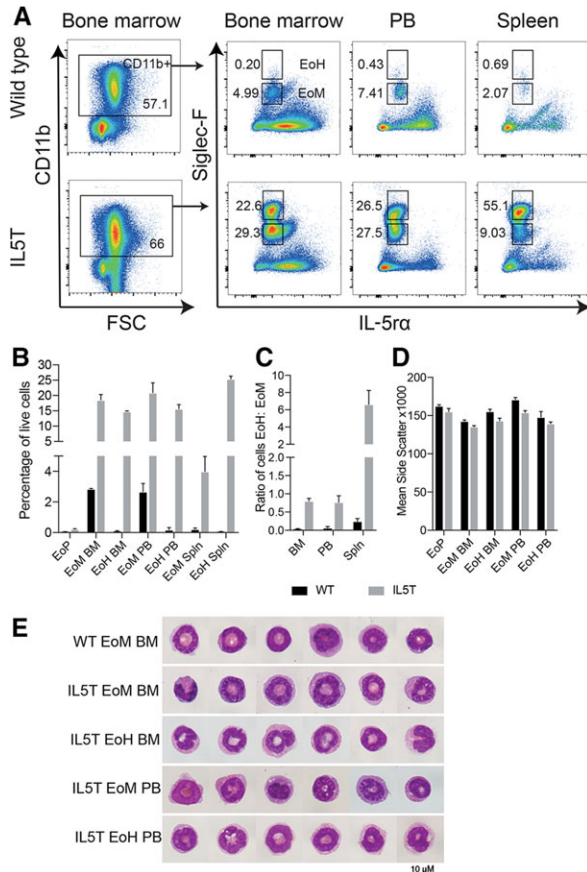 A
Bone marrow
Bone marrow
PB
Spleen
Wild type
CD11b+
57.1
0.20
EoH
4.99
EoM
0.43
7.41
0.69
2.07
CD11b
Siglec-F
IL5T
66
22.6
29.3
26.5
27.5
55.1
9.03
FSC
IL-5rα
B
Percentage of live cells
30
25
20
15
10
4
2
0
EoP
EoM BM
EoH BM
EoM PB
EoH PB
EoM Spln
EoH Spln
C
Ratio of cells EoH: EoM
10
8
6
4
2
1.0
0.5
0.0
BM
PB
Spln
D
Mean Side Scatter x1000
200
150
100
50
0
EoP
EoM BM
EoH BM
EoM PB
EoH PB
WT
IL5T
E
WT EoM BM
IL5T EoM BM
IL5T EoH BM
IL5T EoM PB
IL5T EoH PB
10 µM